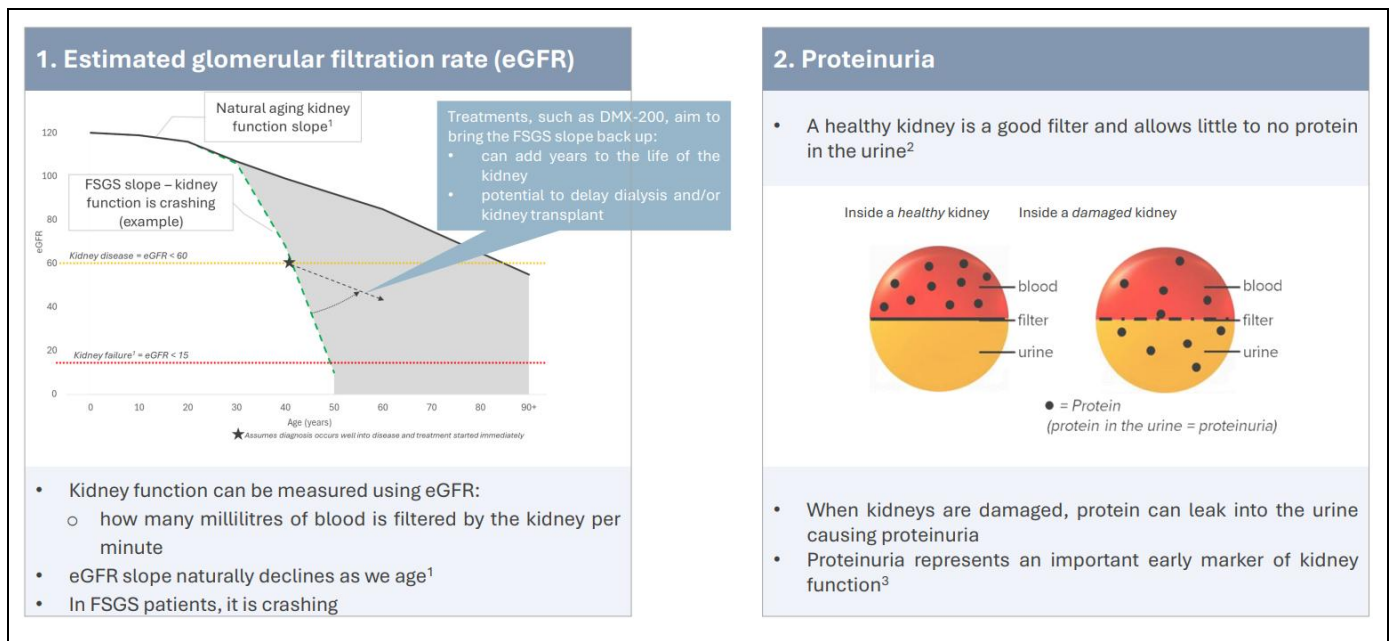 1. Estimated glomerular filtration rate (eGFR)
Natural aging kidney
function slope¹
Treatments, such as DMX-200, aim to
bring the FSGS slope back up:
• can add years to the life of the
kidney
• potential to delay dialysis and/or
kidney transplant
FSGS slope – kidney
function is crashing
(example)
120
100
80
60
40
20
0
eGFR
Kidney disease = eGFR < 60
Kidney failure¹ = eGFR < 15
0 10 20 30 40 50 60 70 80 90+
Age (years)
★Assumes diagnosis occurs well into disease and treatment started immediately
• Kidney function can be measured using eGFR:
o how many millilitres of blood is filtered by the kidney per
minute
• eGFR slope naturally declines as we age¹
• In FSGS patients, it is crashing
2. Proteinuria
• A healthy kidney is a good filter and allows little to no protein
in the urine²
Inside a healthy kidney Inside a damaged kidney
blood
filter
urine
blood
filter
urine
● = Protein
(protein in the urine = proteinuria)
• When kidneys are damaged, protein can leak into the urine
causing proteinuria
• Proteinuria represents an important early marker of kidney
function³